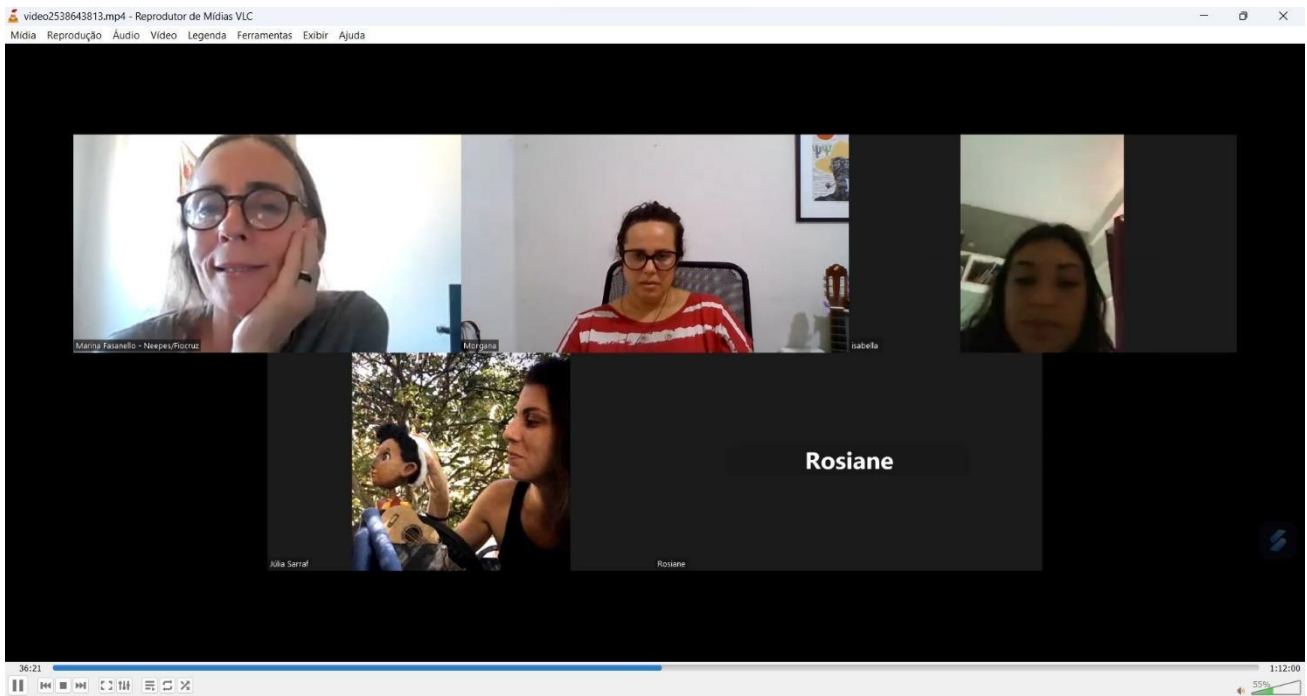 video2538643813.mp4 - Reprodutor de Mídias VLC
Mídia Reprodução Áudio Vídeo Legenda Ferramentas Exibir Ajuda
Marina Fasanello - Neepes/Fiocruz
Morgana
isabella
Rosiane
Júlia Sarraf
Rosiane
36:21
1:12:00
55%